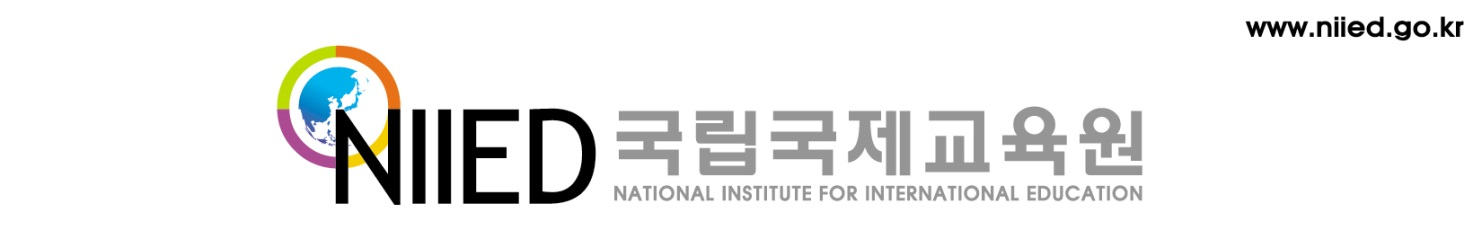 www.niied.go.kr
NIIED 국립국제교육원
NATIONAL INSTITUTE FOR INTERNATIONAL EDUCATION